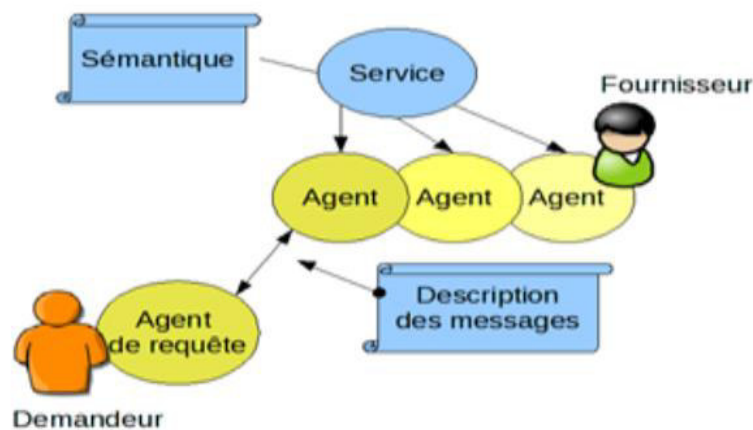 Sémantique
Service
Fournisseur
Agent
Agent
Agent
Agent
de requête
Description
des messages
Demandeur